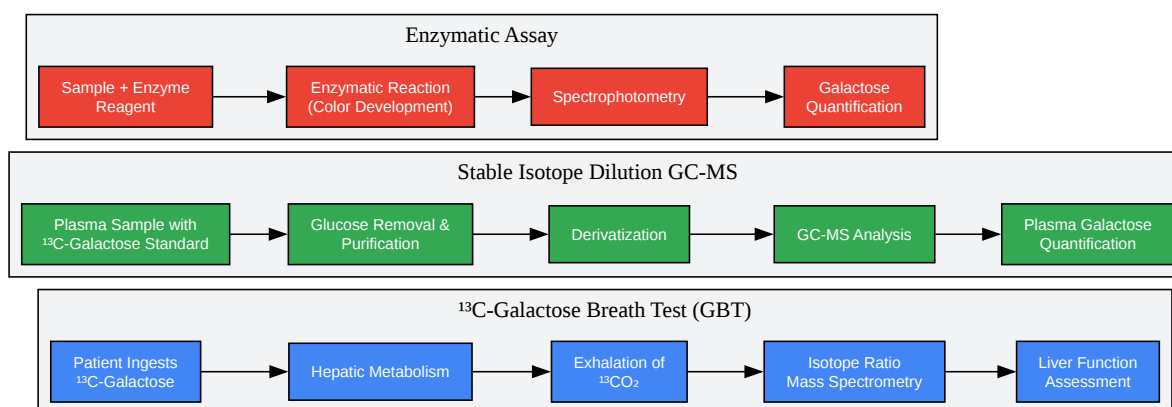 Enzymatic Assay
Sample + Enzyme
Reagent
Enzymatic Reaction
(Color Development)
Spectrophotometry
Galactose
Quantification
Stable Isotope Dilution GC-MS
Plasma Sample with
¹³C-Galactose Standard
Glucose Removal &
Purification
Derivatization
GC-MS Analysis
Plasma Galactose
Quantification
¹³C-Galactose Breath Test (GBT)
Patient Ingests
¹³C-Galactose
Hepatic Metabolism
Exhalation of
¹³CO₂
Isotope Ratio
Mass Spectrometry
Liver Function
Assessment